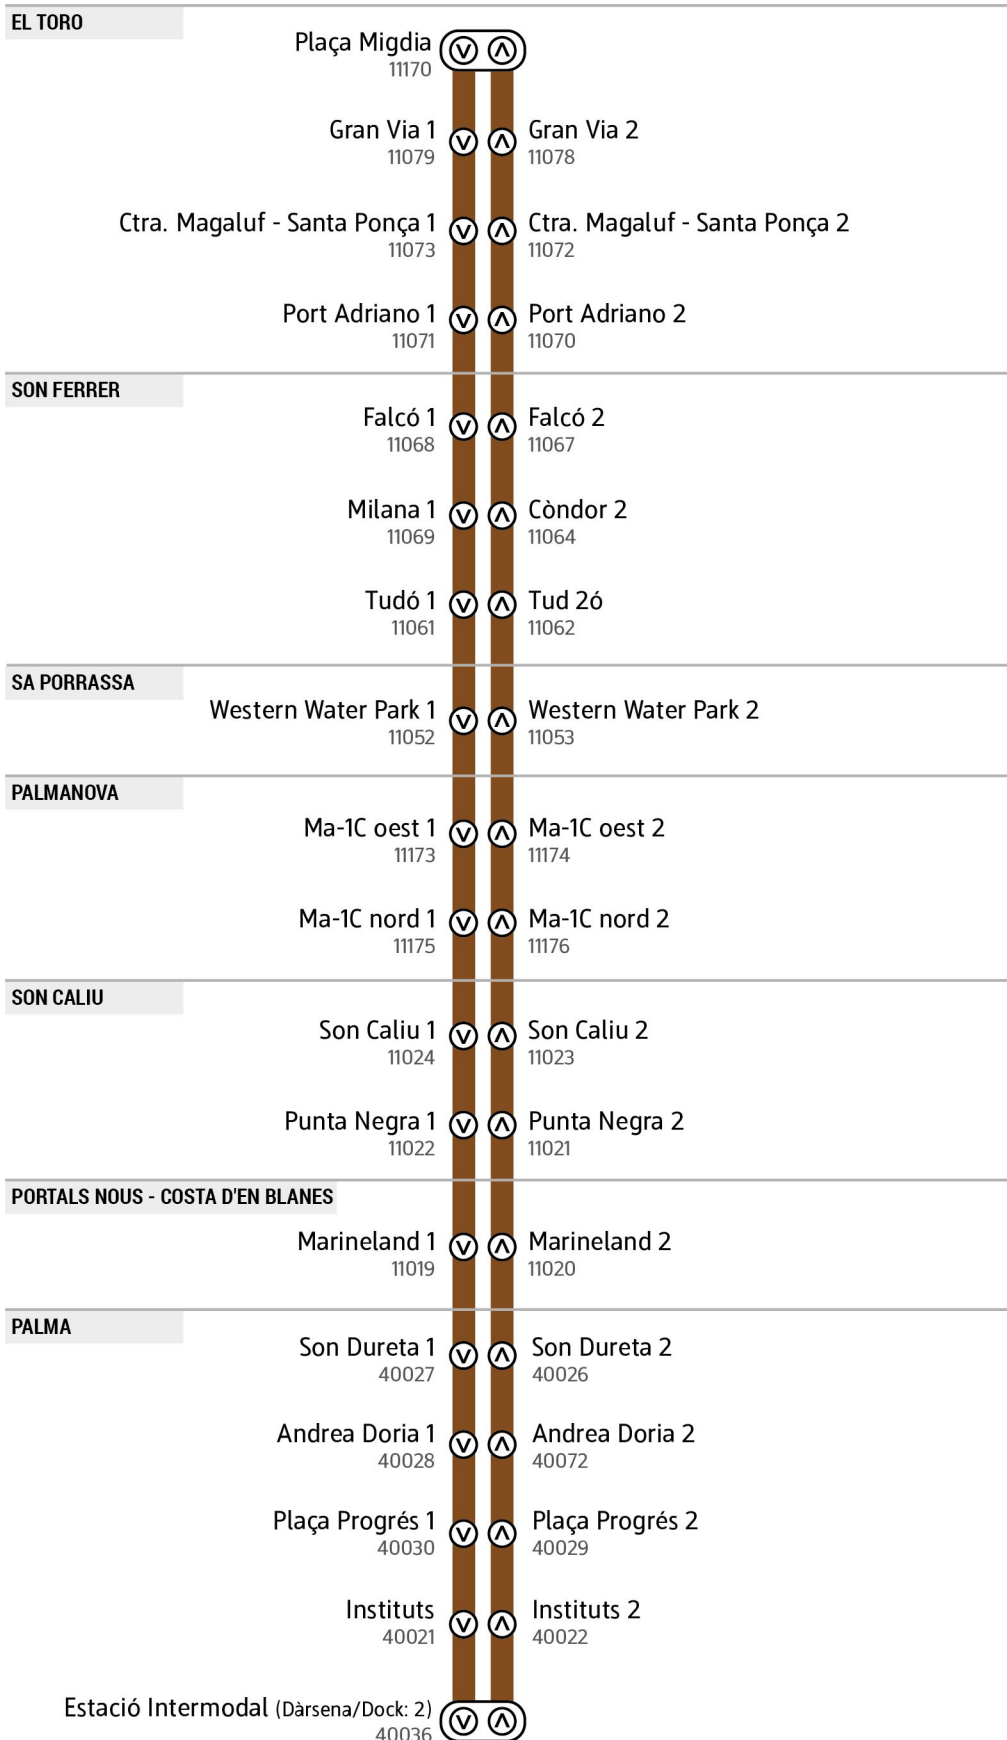 EL TORO
Plaça Migdia
11170
Gran Via 1
11079
Gran Via 2
11078
Ctra. Magaluf - Santa Ponça 1
11073
Ctra. Magaluf - Santa Ponça 2
11072
Port Adriano 1
11071
Port Adriano 2
11070
SON FERRER
Falcó 1
11068
Falcó 2
11067
Milana 1
11069
Còndor 2
11064
Tudó 1
11061
Tud 2ó
11062
SA PORRASSA
Western Water Park 1
11052
Western Water Park 2
11053
PALMANOVA
Ma-1C oest 1
11173
Ma-1C oest 2
11174
Ma-1C nord 1
11175
Ma-1C nord 2
11176
SON CALIU
Son Caliu 1
11024
Son Caliu 2
11023
Punta Negra 1
11022
Punta Negra 2
11021
PORTALS NOUS - COSTA D'EN BLANES
Marineland 1
11019
Marineland 2
11020
PALMA
Son Dureta 1
40027
Son Dureta 2
40026
Andrea Doria 1
40028
Andrea Doria 2
40072
Plaça Progrés 1
40030
Plaça Progrés 2
40029
Instituts
40021
Instituts 2
40022
Estació Intermodal (Dàrsena/Dock: 2)
40036